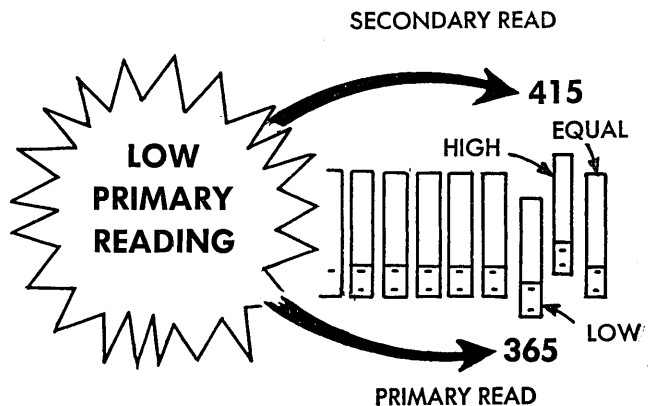 SECONDARY READ
415
EQUAL
HIGH
LOW
PRIMARY
READING
LOW
365
PRIMARY READ